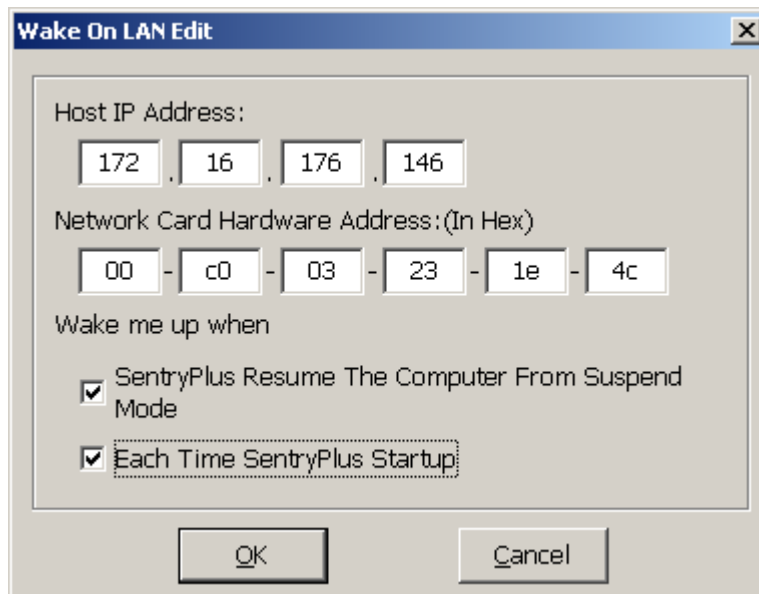 Wake On LAN Edit
Host IP Address:
172 . 16 . 176 . 146
Network Card Hardware Address:(In Hex)
00 - c0 - 03 - 23 - 1e - 4c
Wake me up when
SentryPlus Resume The Computer From Suspend
Mode
Each Time SentryPlus Startup
OK Cancel